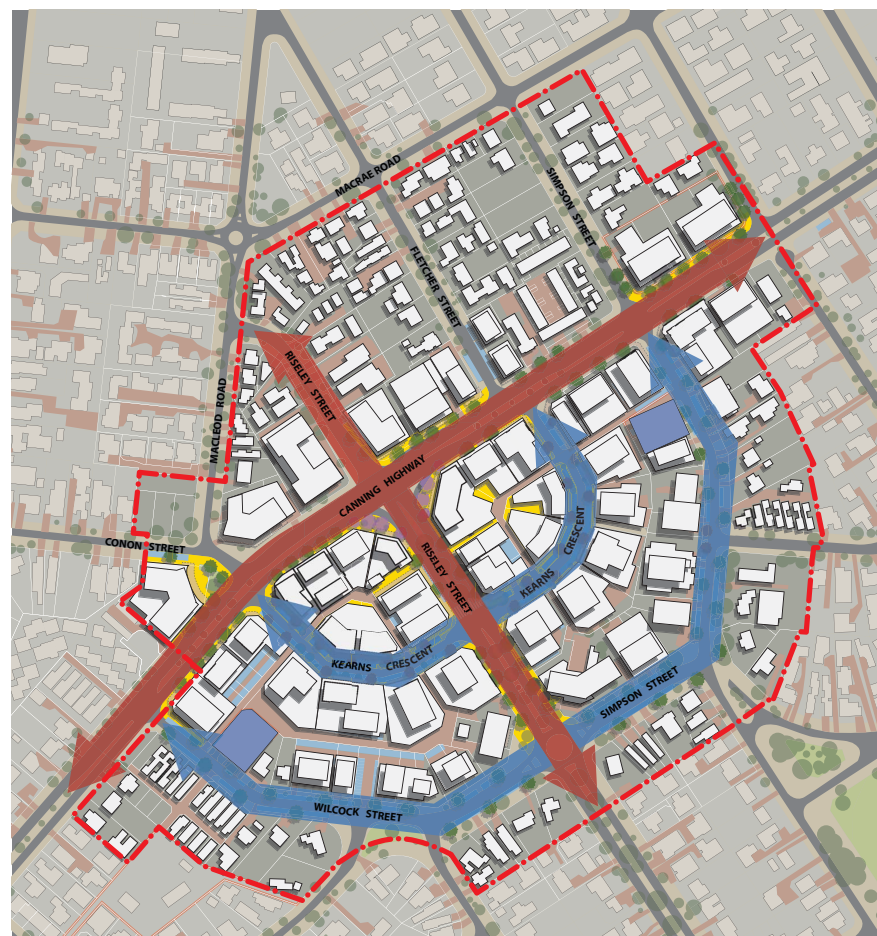 MACRAE ROAD
SIMPSON STREET
FLETCHER STREET
RISELEY STREET
MACLEOD ROAD
CANNING HIGHWAY
CONON STREET
RISELEY STREET
KEARNS CRESCENT
KEARNS CRESCENT
SIMPSON STREET
WILCOCK STREET